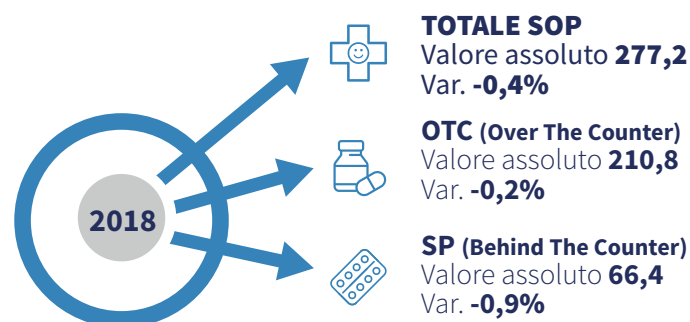 2018
TOTALE SOP
Valore assoluto 277,2
Var. -0,4%
OTC (Over The Counter)
Valore assoluto 210,8
Var. -0,2%
SP (Behind The Counter)
Valore assoluto 66,4
Var. -0,9%